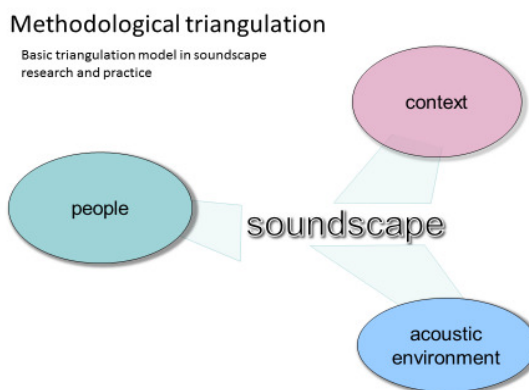 Methodological triangulation
Basic triangulation model in soundscape
research and practice
context
people
soundscape
acoustic
environment